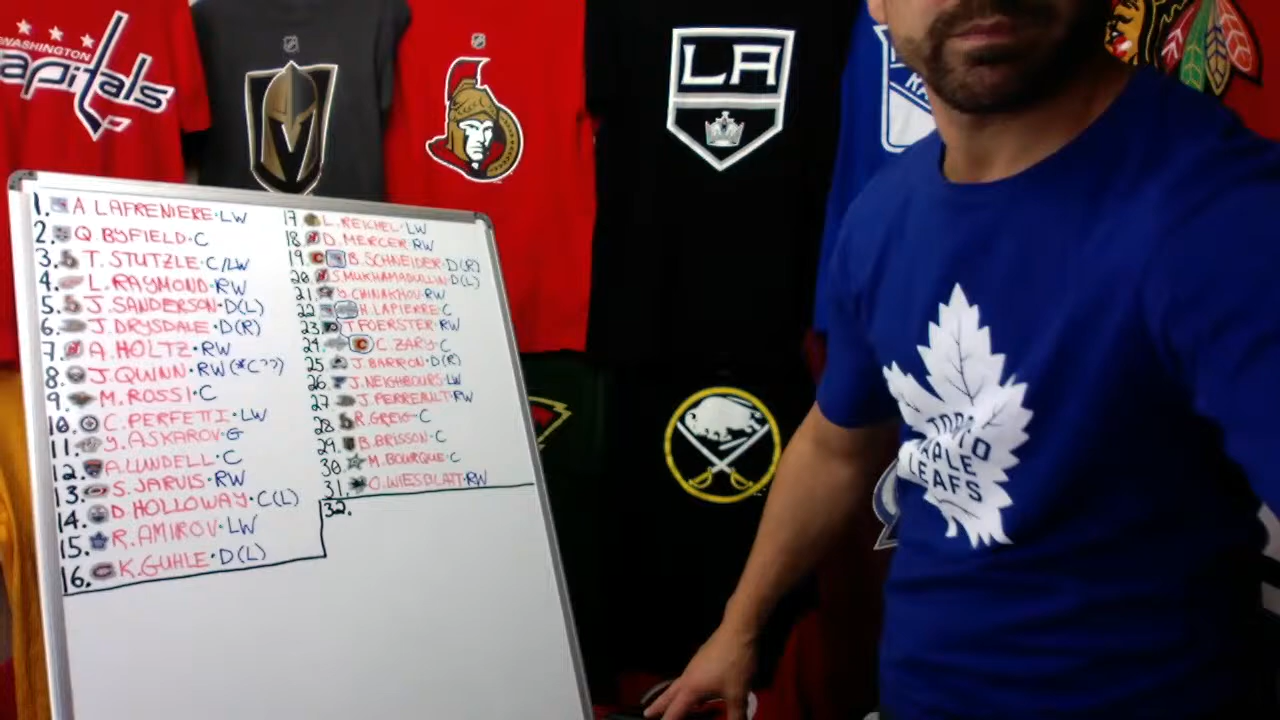 WASHINGTON
capitals
LA
TORONTO
MAPLE
LEAFS
1. A LAFRENIERE · LW
2. Q BYFIELD · C
3. T. STUTZLE · C/LW
4. L. RAYMOND · RW
5. J. SANDERSON · D(L)
6. J. DRYSDALE · D(R)
7. A. HOLTZ · RW
8. J. QUINN · RW (*C??)
9. M. ROSSI · C
10. C. PERFETTI · LW
11. Y. ASKAROV · G
12. A. LUNDELL · C
13. S. JARVIS · RW
14. D. HOLLOWAY · C(L)
15. R. AMIROV · LW
16. K. GUHLE · D(L)
17 L. REICHEL · LW
18 D. MERCER · RW
19. B. SCHNEIDER · D(R)
20. S. MUKHAMADULLIN · D(L)
21. Y. CHINAKHOV · RW
22 H. LAPIERRE · C
23. T. FOERSTER · RW
24. C. ZARY · C
25 J. BARRON · D(R)
26. J. NEIGHBOURS · LW
27 J. PERREAULT · RW
28 R. GREIG · C
29. B. BRISSON · C
30 M. BOURQUE · C
31. O. WIESBLATT · RW
32.